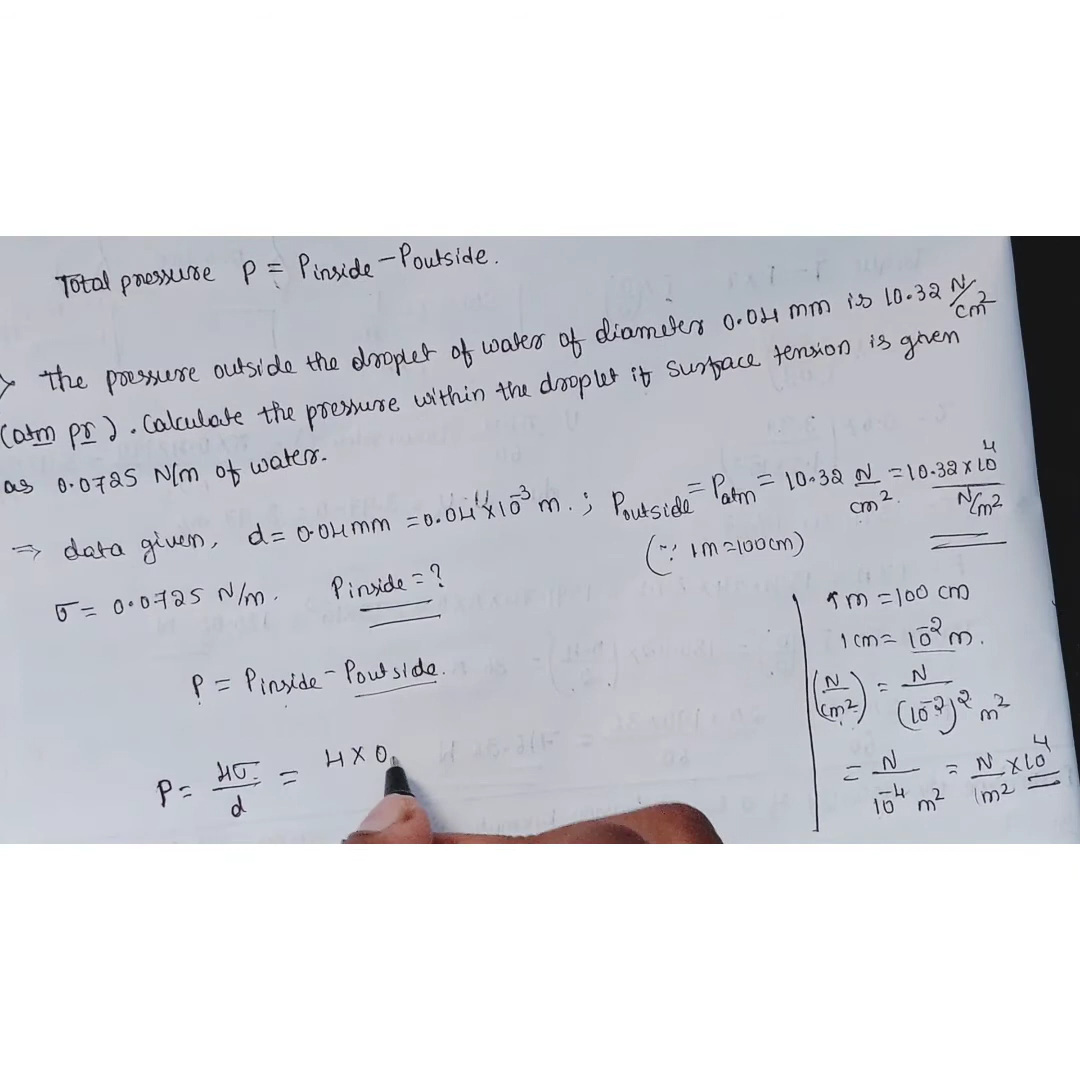 Total pressure P = Pinside - Poutside.
The pressure outside the droplet of water of diameter 0.04 mm is 10.32 N/cm²
(atm pr). Calculate the pressure within the droplet if surface tension is given
as 0.0725 N/m of water.
⇒ data given, d = 0.04mm = 0.04 × 10⁻³ m. ; Poutside = Patm = 10.32 N/cm². = 10.32 × 10⁴ N/m²
(∵ 1m = 100cm)
σ = 0.0725 N/m. Pinside = ?
P = Pinside - Poutside.
P = 4σ/d = 4 × 0.
1m = 100 cm
1cm = 10⁻² m.
(N/cm²) = N/(10⁻²)² m²
= N/10⁻⁴ m² = N/1m² × 10⁴